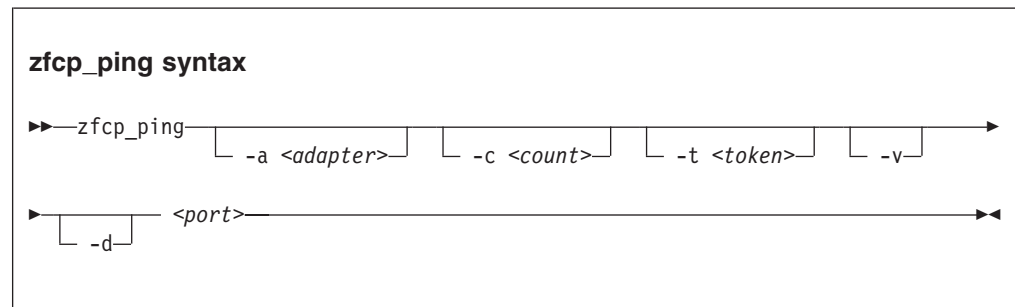 zfcp_ping syntax
zfcp_ping
-a <adapter> -c <count> -t <token> -v
<port>
-d